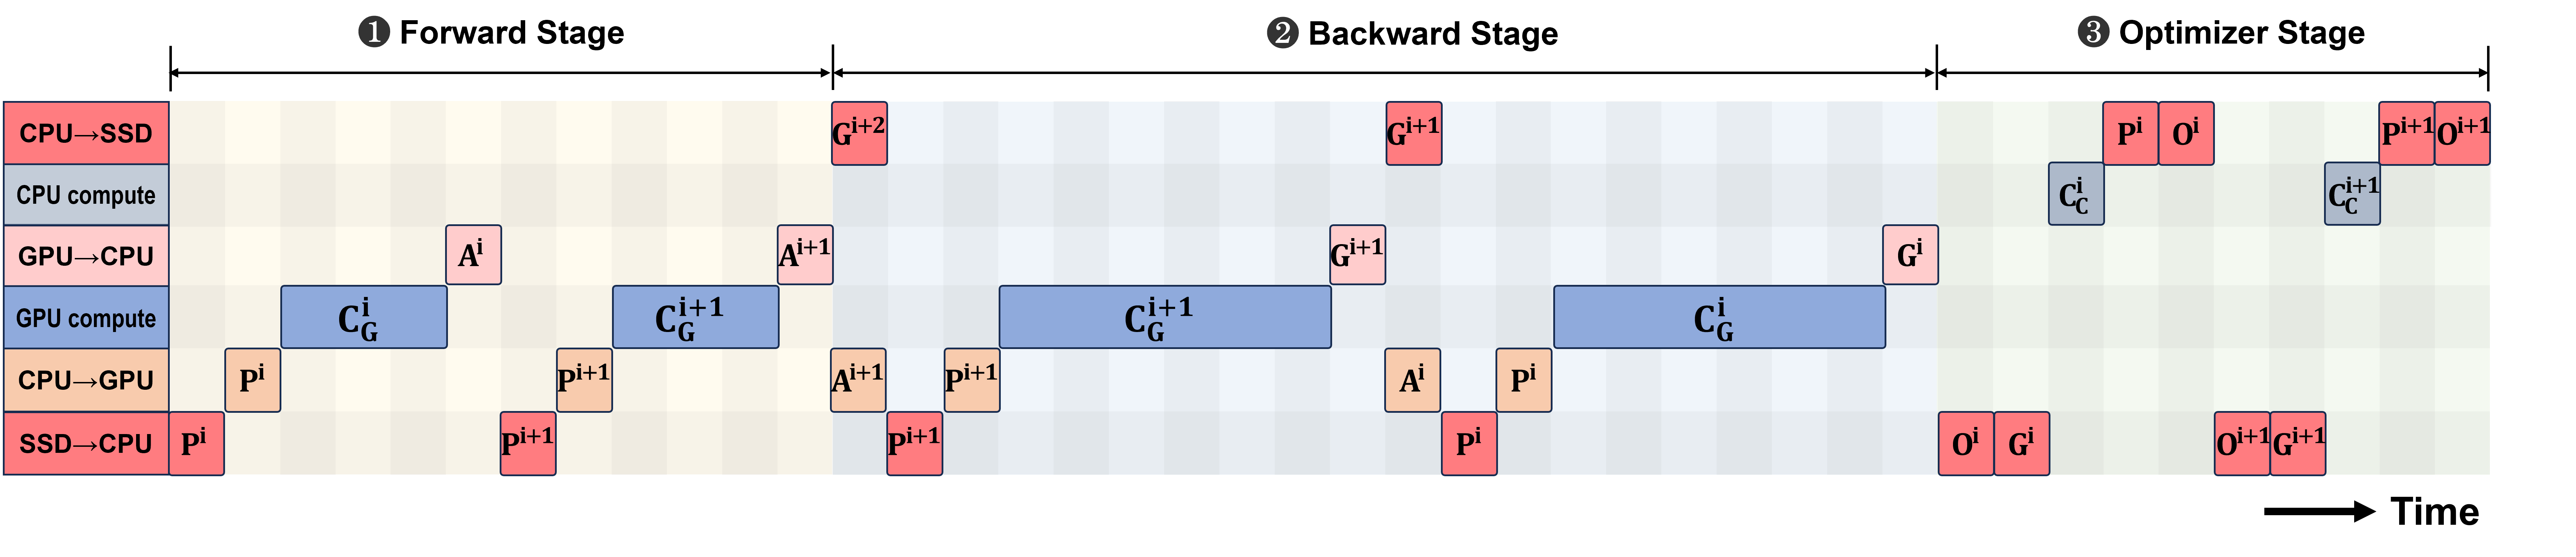 ❶ Forward Stage
❷ Backward Stage
❸ Optimizer Stage
CPU→SSD G^{i+2} G^{i+1} P^i O^i P^{i+1} O^{i+1}
CPU compute C_C^i C_C^{i+1}
GPU→CPU A^i A^{i+1} G^{i+1} G^i
GPU compute C_G^i C_G^{i+1} C_G^{i+1} C_G^i
CPU→GPU P^i P^{i+1} A^{i+1} P^{i+1} A^i P^i
SSD→CPU P^i P^{i+1} P^{i+1} P^i O^i G^i O^{i+1} G^{i+1}
Time